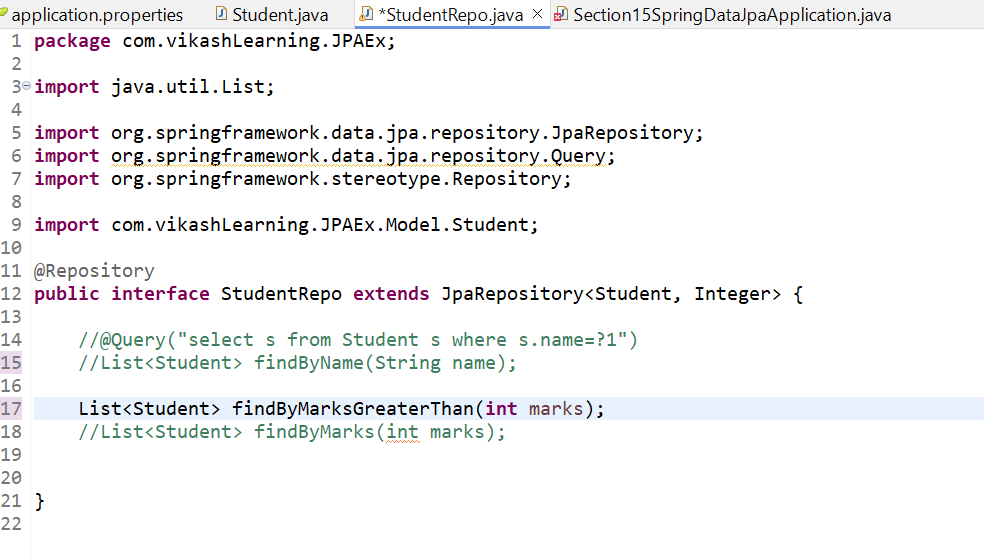 application.properties Student.java *StudentRepo.java Section15SpringDataJpaApplication.java
1 package com.vikashLearning.JPAEx;
2
3 import java.util.List;
4
5 import org.springframework.data.jpa.repository.JpaRepository;
6 import org.springframework.data.jpa.repository.Query;
7 import org.springframework.stereotype.Repository;
8
9 import com.vikashLearning.JPAEx.Model.Student;
10
11 @Repository
12 public interface StudentRepo extends JpaRepository<Student, Integer> {
13
14 //@Query("select s from Student s where s.name=?1")
15 //List<Student> findByName(String name);
16
17 List<Student> findByMarksGreaterThan(int marks);
18 //List<Student> findByMarks(int marks);
19
20
21 }
22